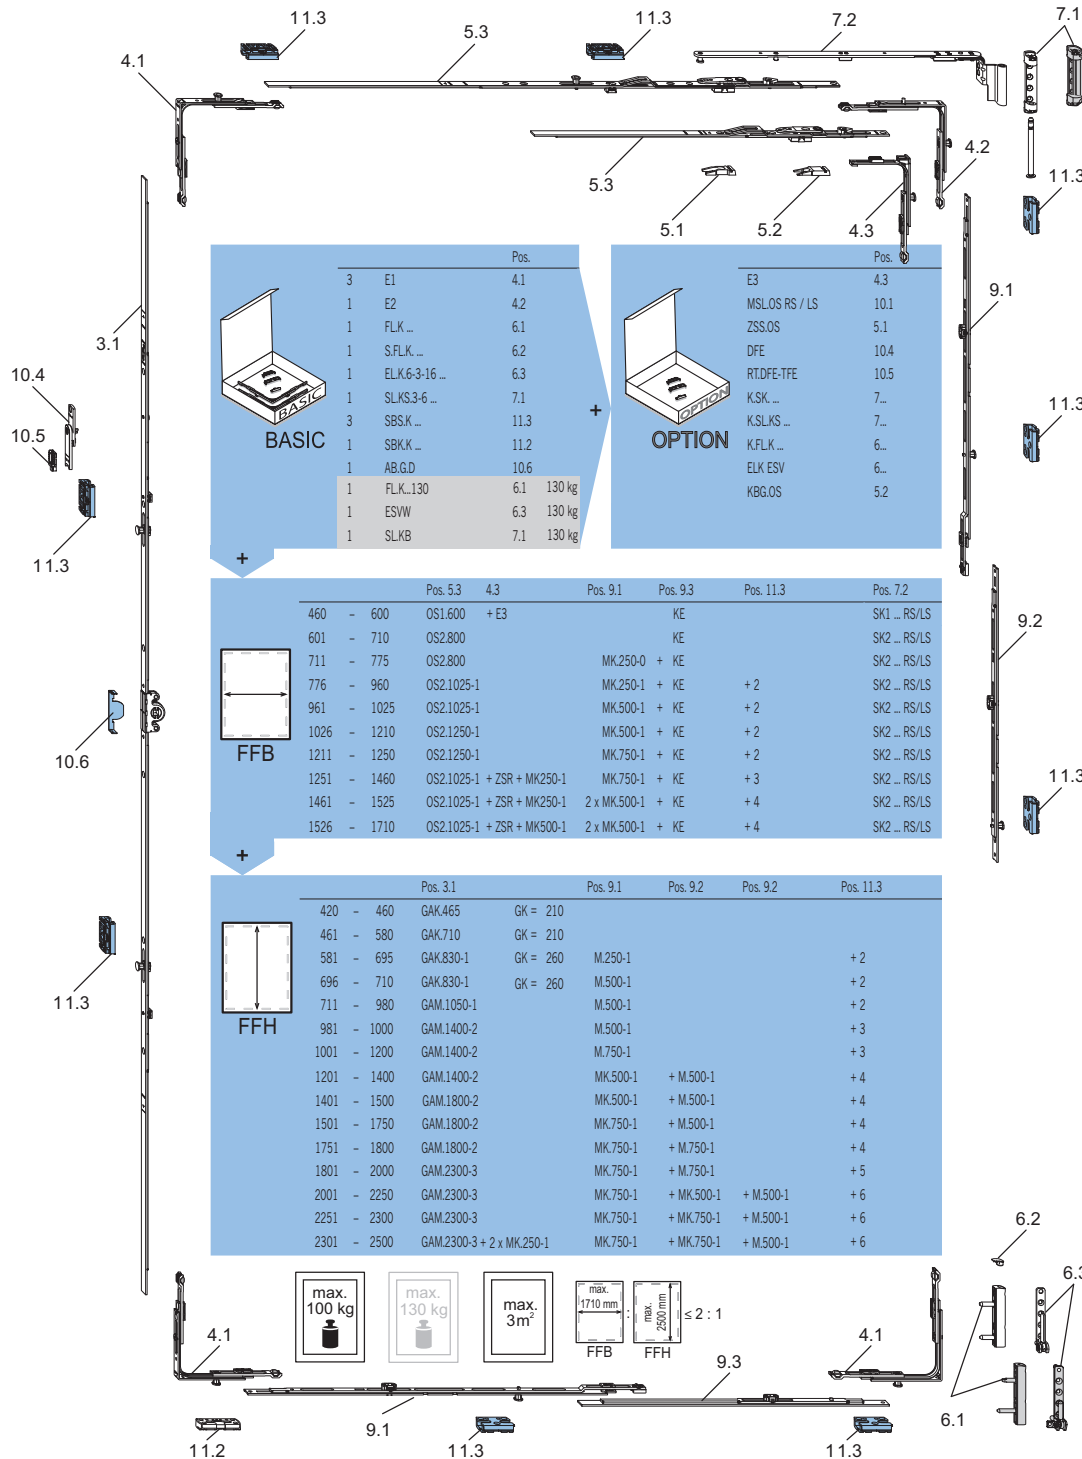 11.3
11.3
7.2
7.1
5.3
4.1
5.3
4.2
11.3
5.1
5.2
4.3
3.1
9.1
10.4
10.5
11.3
11.3
10.6
9.2
11.3
11.3
Pos.
3 E1 4.1
1 E2 4.2
1 FL.K ... 6.1
1 S.FL.K. ... 6.2
1 EL.K.6-3-16 ... 6.3
1 SL.KS.3-6 ... 7.1
3 SBS.K ... 11.3
1 SBK.K ... 11.2
1 AB.G.D 10.6
1 FL.K...130 6.1 130 kg
1 ESVW 6.3 130 kg
1 SL.KB 7.1 130 kg
BASIC
BASIC
+
Pos.
E3 4.3
MSL.OS RS / LS 10.1
ZSS.OS 5.1
DFE 10.4
RT.DFE-TFE 10.5
K.SK. ... 7...
K.SL.KS ... 7...
K.FL.K ... 6...
ELK ESV 6...
KBG.OS 5.2
OPTION
OPTION
+
Pos. 5.3 4.3 Pos. 9.1 Pos. 9.3 Pos. 11.3 Pos. 7.2
460 – 600 OS1.600 + E3 KE SK1 ... RS/LS
601 – 710 OS2.800 KE SK2 ... RS/LS
711 – 775 OS2.800 MK.250-0 + KE SK2 ... RS/LS
776 – 960 OS2.1025-1 MK.250-1 + KE + 2 SK2 ... RS/LS
961 – 1025 OS2.1025-1 MK.500-1 + KE + 2 SK2 ... RS/LS
1026 – 1210 OS2.1250-1 MK.500-1 + KE + 2 SK2 ... RS/LS
1211 – 1250 OS2.1250-1 MK.750-1 + KE + 2 SK2 ... RS/LS
1251 – 1460 OS2.1025-1 + ZSR + MK250-1 MK.750-1 + KE + 3 SK2 ... RS/LS
1461 – 1525 OS2.1025-1 + ZSR + MK250-1 2 x MK.500-1 + KE + 4 SK2 ... RS/LS
1526 – 1710 OS2.1025-1 + ZSR + MK500-1 2 x MK.500-1 + KE + 4 SK2 ... RS/LS
FFB
+
Pos. 3.1 Pos. 9.1 Pos. 9.2 Pos. 9.2 Pos. 11.3
420 – 460 GAK.465 GK = 210
461 – 580 GAK.710 GK = 210
581 – 695 GAK.830-1 GK = 260 M.250-1 + 2
696 – 710 GAK.830-1 GK = 260 M.500-1 + 2
711 – 980 GAM.1050-1 M.500-1 + 2
981 – 1000 GAM.1400-2 M.500-1 + 3
1001 – 1200 GAM.1400-2 M.750-1 + 3
1201 – 1400 GAM.1400-2 MK.500-1 + M.500-1 + 4
1401 – 1500 GAM.1800-2 MK.500-1 + M.500-1 + 4
1501 – 1750 GAM.1800-2 MK.750-1 + M.500-1 + 4
1751 – 1800 GAM.1800-2 MK.750-1 + M.750-1 + 4
1801 – 2000 GAM.2300-3 MK.750-1 + M.750-1 + 5
2001 – 2250 GAM.2300-3 MK.750-1 + MK.500-1 + M.500-1 + 6
2251 – 2300 GAM.2300-3 MK.750-1 + MK.750-1 + M.500-1 + 6
2301 – 2500 GAM.2300-3 + 2 x MK.250-1 MK.750-1 + MK.750-1 + M.500-1 + 6
FFH
max.
100 kg
max.
130 kg
max.
3m²
max.
1710 mm
FFB
:
max.
2500 mm
FFH
≤ 2 : 1
6.2
6.3
6.1
4.1
4.1
9.3
9.1
11.2
11.3
11.3